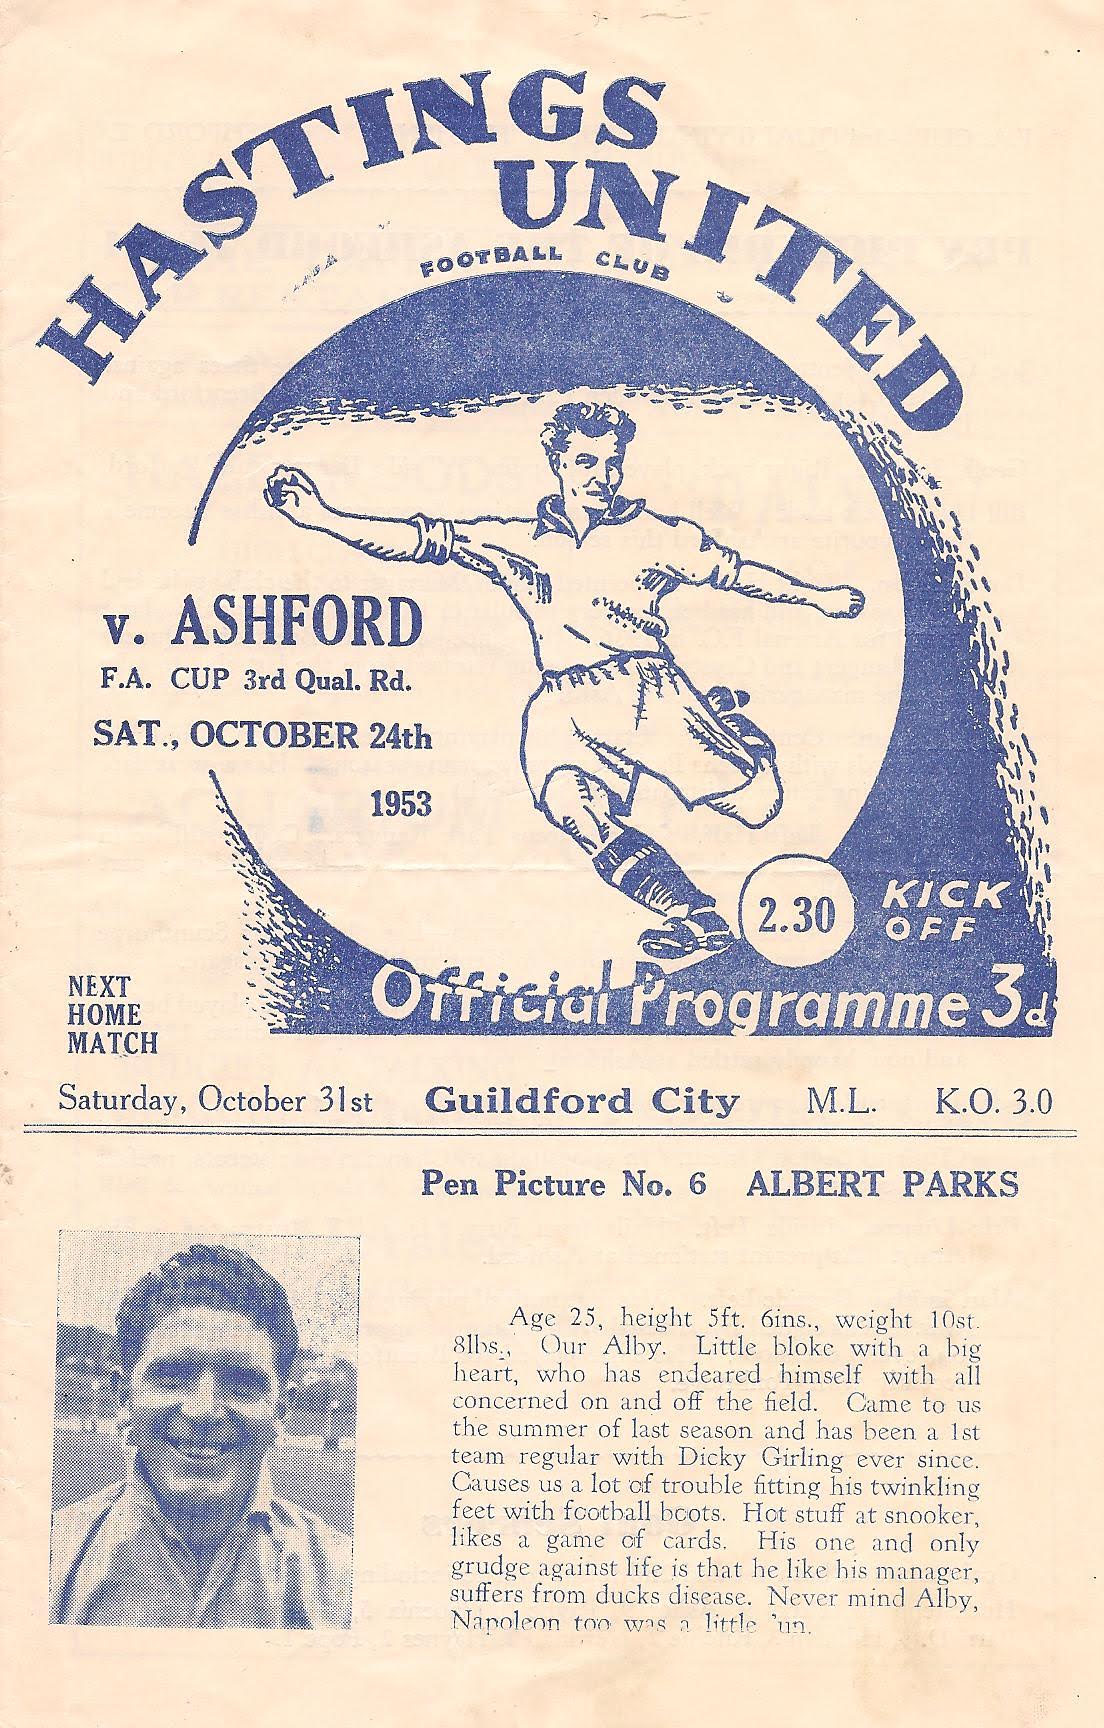 HASTINGS
UNITED
FOOTBALL CLUB
v. ASHFORD
F.A. CUP 3rd Qual. Rd.
SAT., OCTOBER 24th
1953
2.30 KICK OFF
Official Programme 3d
NEXT
HOME
MATCH
Saturday, October 31st Guildford City M.L. K.O. 3.0
Pen Picture No. 6 ALBERT PARKS
Age 25, height 5ft. 6ins., weight 10st.
8lbs., Our Alby. Little bloke with a big
heart, who has endeared himself with all
concerned on and off the field. Came to us
the summer of last season and has been a 1st
team regular with Dicky Girling ever since.
Causes us a lot of trouble fitting his twinkling
feet with football boots. Hot stuff at snooker,
likes a game of cards. His one and only
grudge against life is that he like his manager,
suffers from ducks disease. Never mind Alby,
Napoleon too was a little 'un.